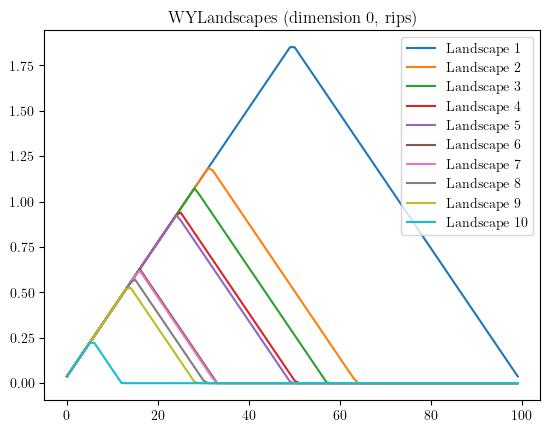 WYLandscapes (dimension 0, rips)
Landscape 1
Landscape 2
Landscape 3
Landscape 4
Landscape 5
Landscape 6
Landscape 7
Landscape 8
Landscape 9
Landscape 10
1.75
1.50
1.25
1.00
0.75
0.50
0.25
0.00
0 20 40 60 80 100